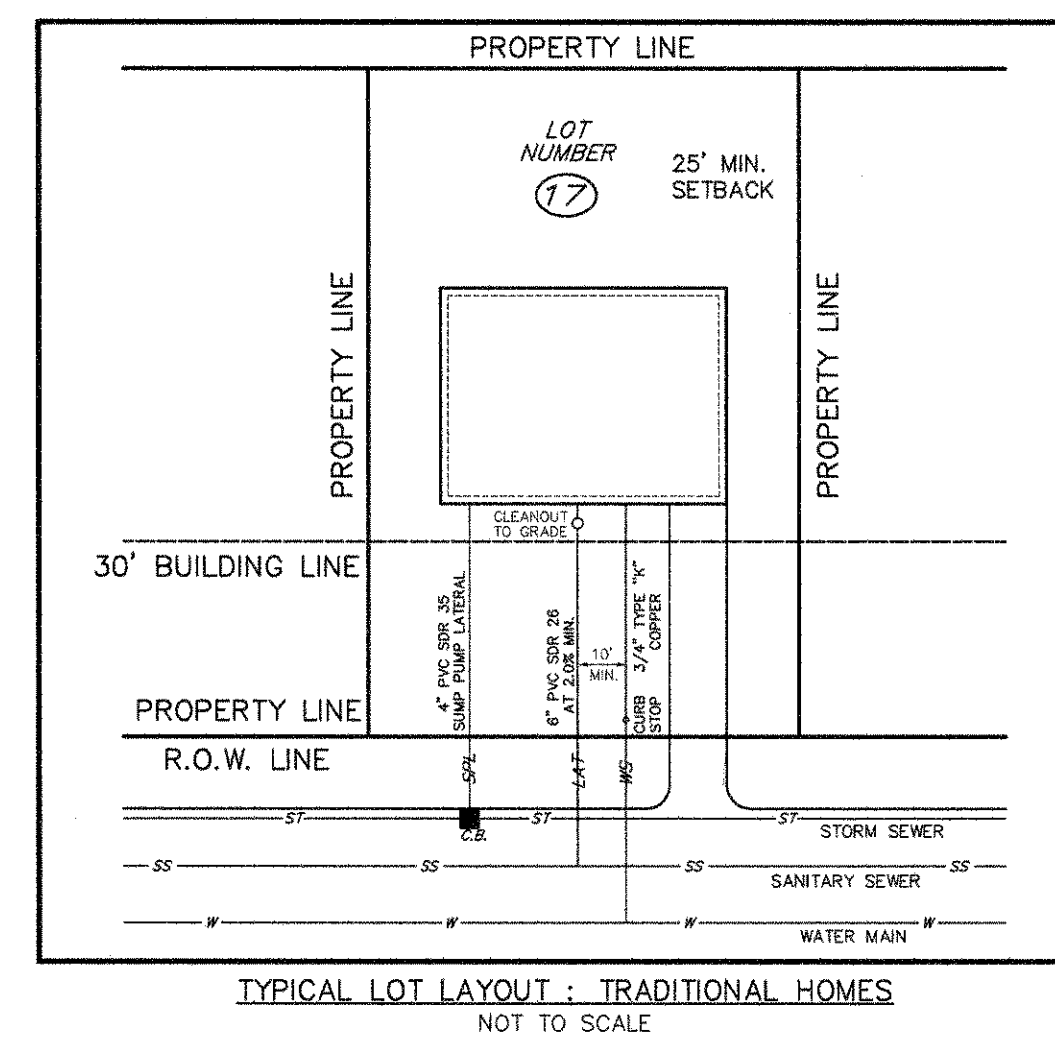 PROPERTY LINE
LOT
NUMBER
17
25' MIN.
SETBACK
PROPERTY LINE
PROPERTY LINE
CLEANOUT
TO GRADE
30' BUILDING LINE
4" PVC SDR 35
SUMP PUMP LATERAL
6" PVC SDR 26
AT 2.0% MIN.
10'
MIN.
3/4" TYPE "K"
COPPER
CURB
STOP
PROPERTY LINE
R.O.W. LINE
SPL
LAT
WS
ST ST ST
C.B.
STORM SEWER
SS SS SS SS
SANITARY SEWER
W W W W
WATER MAIN
TYPICAL LOT LAYOUT : TRADITIONAL HOMES
NOT TO SCALE